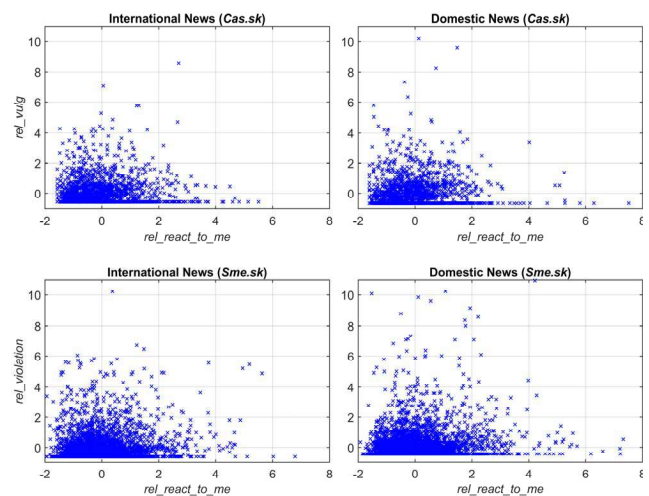 International News (Cas.sk)
Domestic News (Cas.sk)
rel_vulg
10
8
6
4
2
0
-2 0 2 4 6 8
rel_react_to_me
10
8
6
4
2
0
-2 0 2 4 6 8
rel_react_to_me
International News (Sme.sk)
Domestic News (Sme.sk)
rel_violation
10
8
6
4
2
0
-2 0 2 4 6 8
rel_react_to_me
10
8
6
4
2
0
-2 0 2 4 6 8
rel_react_to_me